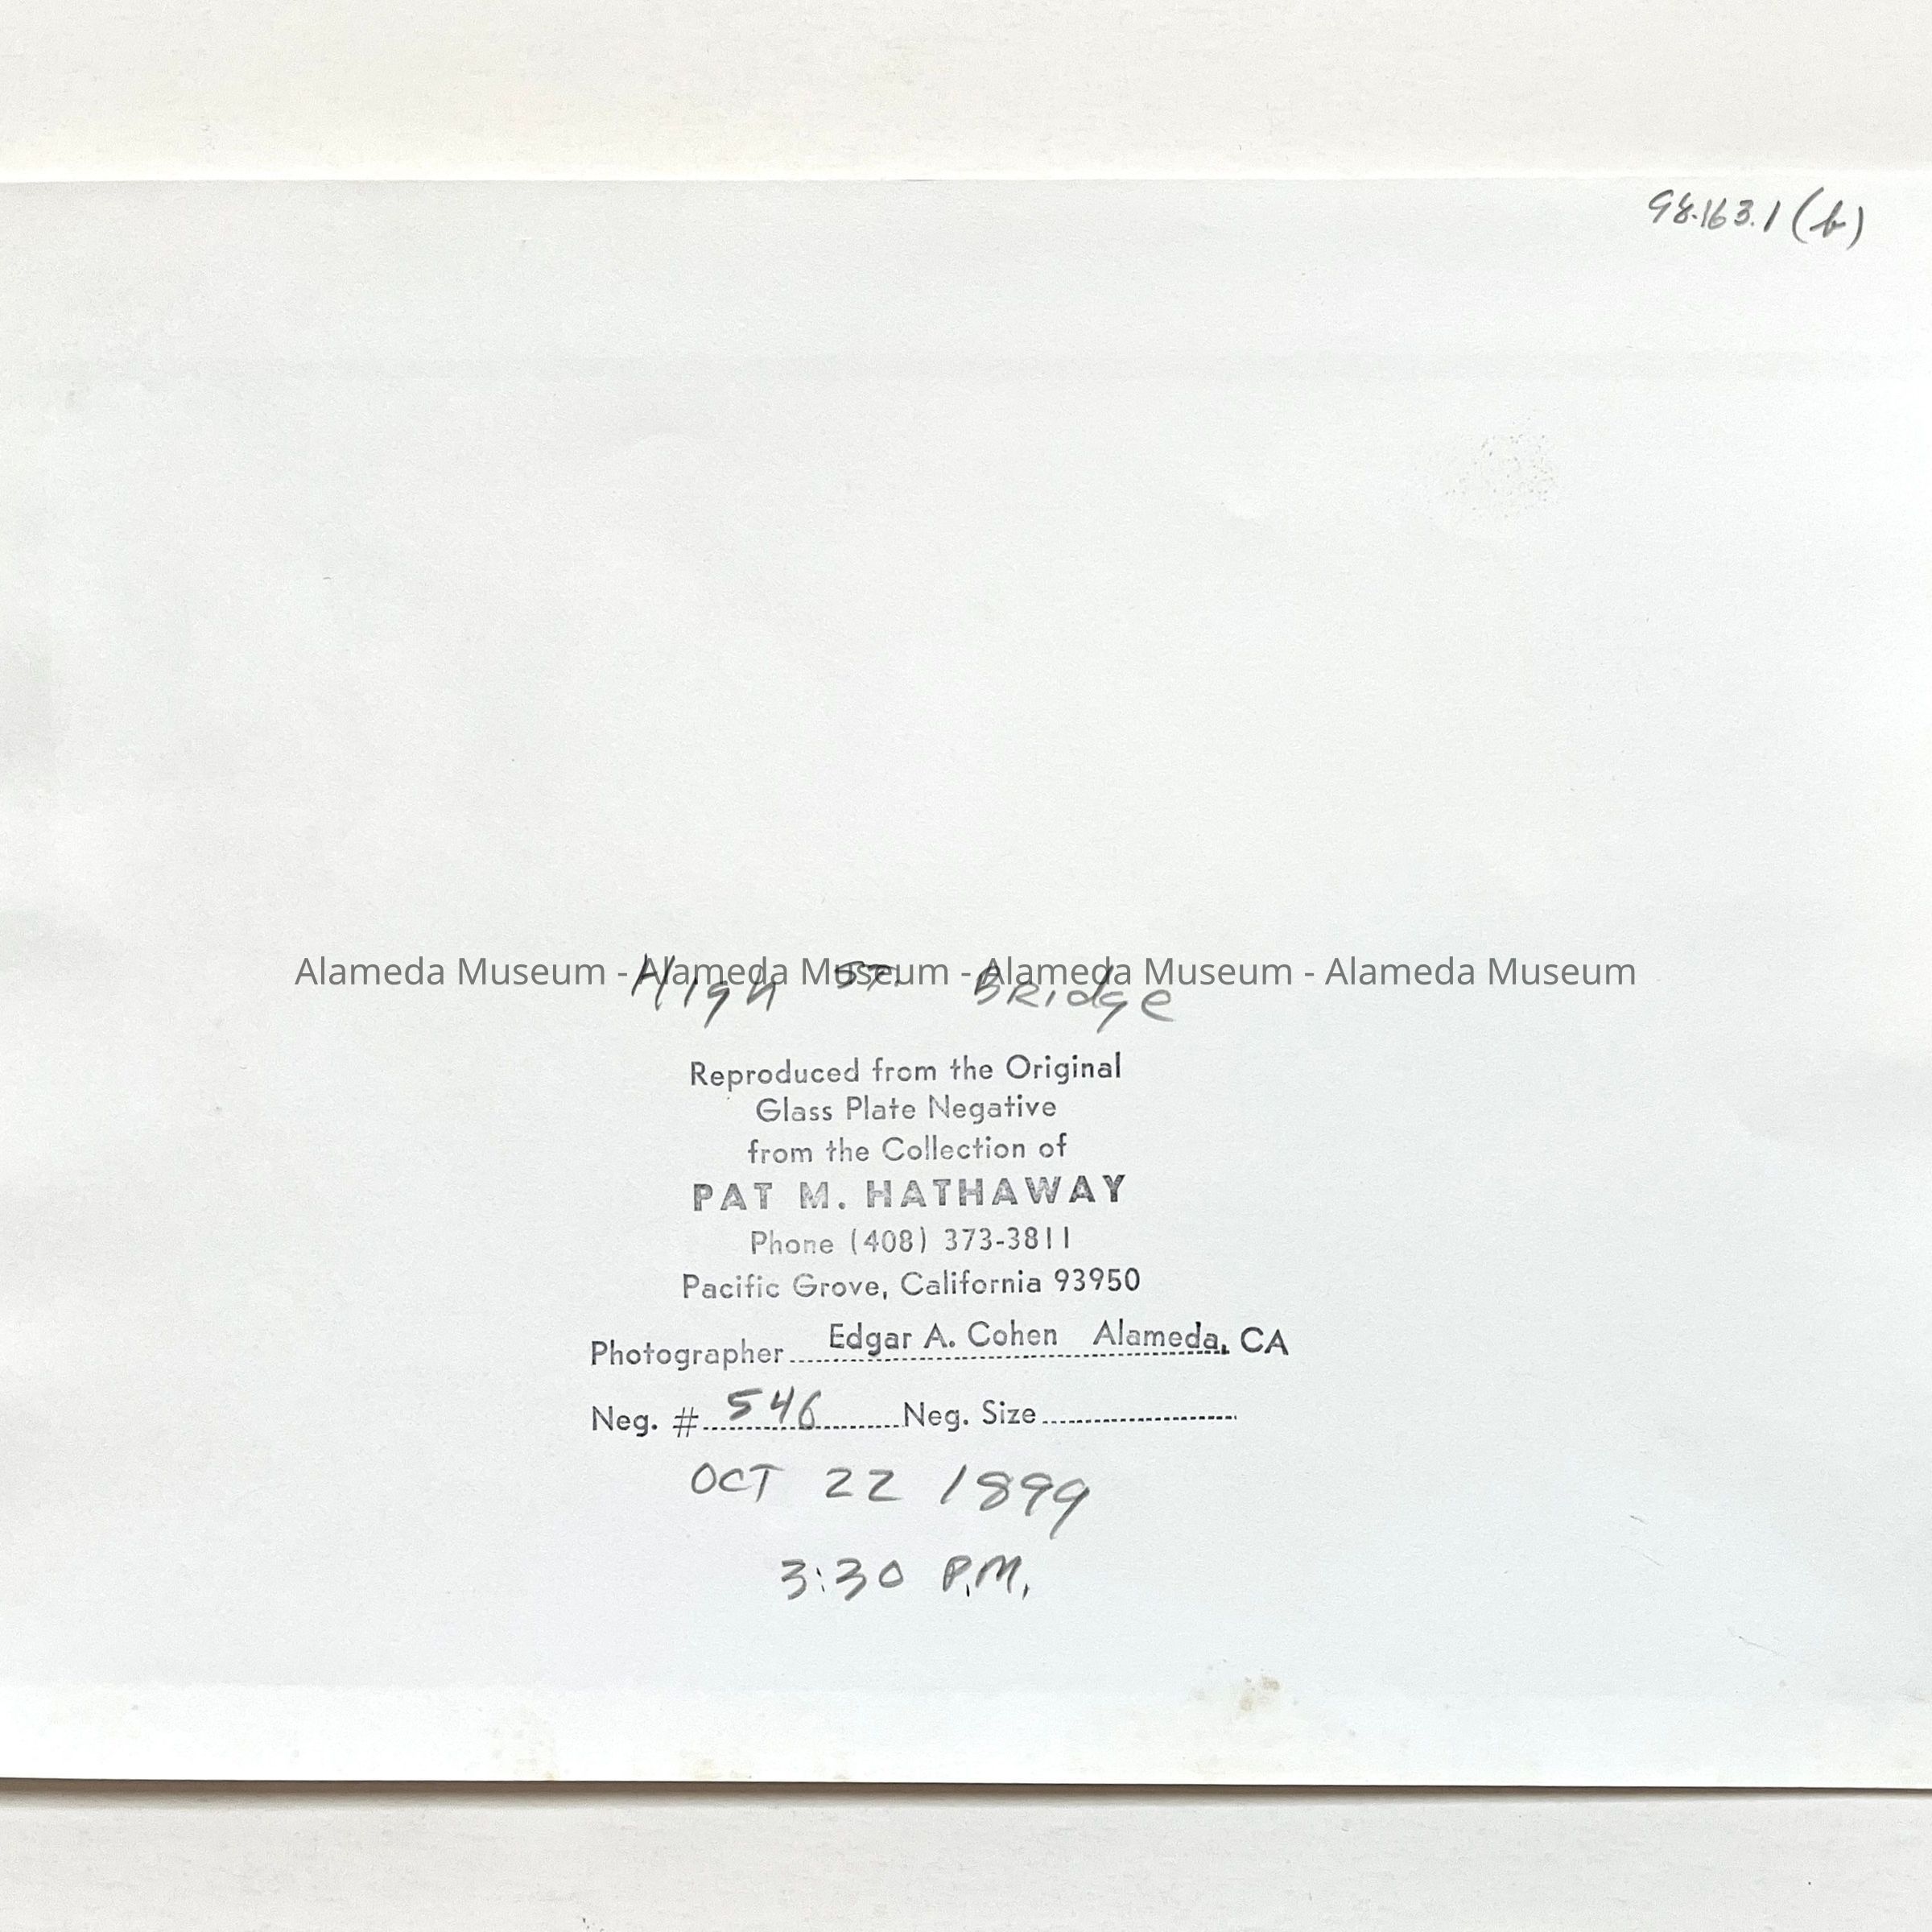 98.163.1 (b)
Alameda Museum - Alameda Museum - Alameda Museum - Alameda Museum
High ST. BRidge
Reproduced from the Original
Glass Plate Negative
from the Collection of
PAT M. HATHAWAY
Phone (408) 373-3811
Pacific Grove, California 93950
Photographer Edgar A. Cohen Alameda, CA
Neg. # 546 Neg. Size
OCT 22 1899
3:30 P.M.